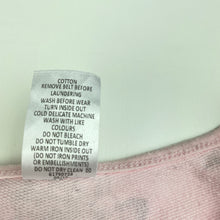 COTTON
REMOVE BELT BEFORE
LAUNDERING
WASH BEFORE WEAR
TURN INSIDE OUT
COLD DELICATE MACHINE
WASH WITH LIKE
COLOURS
DO NOT BLEACH
DO NOT TUMBLE DRY
WARM IRON INSIDE OUT
(DO NOT IRON PRINTS
OR EMBELLISHMENTS)
DO NOT DRY CLEAN